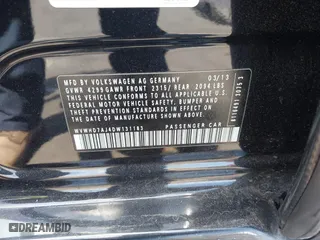 MFD BY VOLKSWAGEN AG GERMANY 03/13
GVWR 4299 GAWR FRONT 2315/ REAR 2094 LBS
THIS VEHICLE CONFORMS TO ALL APPLICABLE U.S.
FEDERAL MOTOR VEHICLE SAFETY, BUMPER, AND
THEFT PREVENTION STANDARDS IN EFFECT ON
THE DATE OF MANUFACTURE SHOWN ABOVE
PASSENGER CAR
DREAMBID